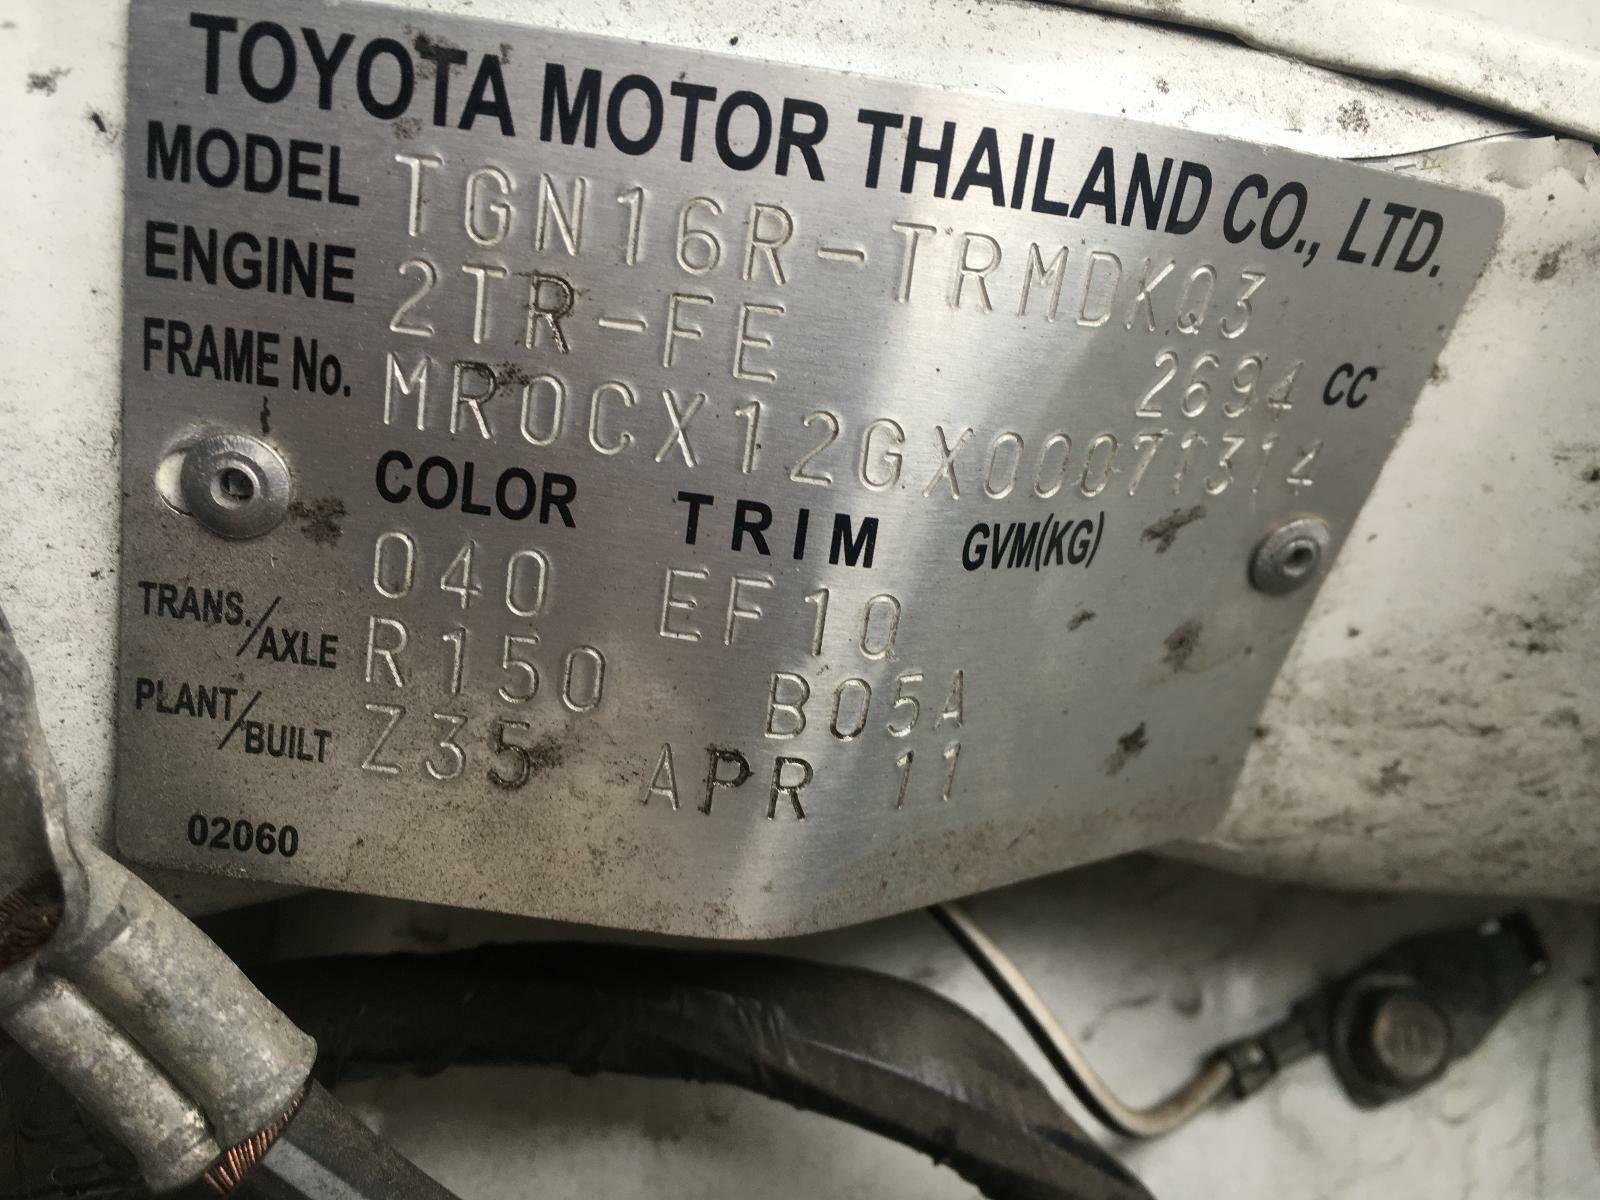 TOYOTA MOTOR THAILAND CO., LTD.
MODEL TGN16R-TRMDKQ3
ENGINE 2TR-FE 2694 CC
FRAME No. MR0CX12GX00071314
COLOR TRIM GVM(KG)
040 EF10
TRANS./AXLE R150 B05A
PLANT/BUILT Z35 APR 11
02060